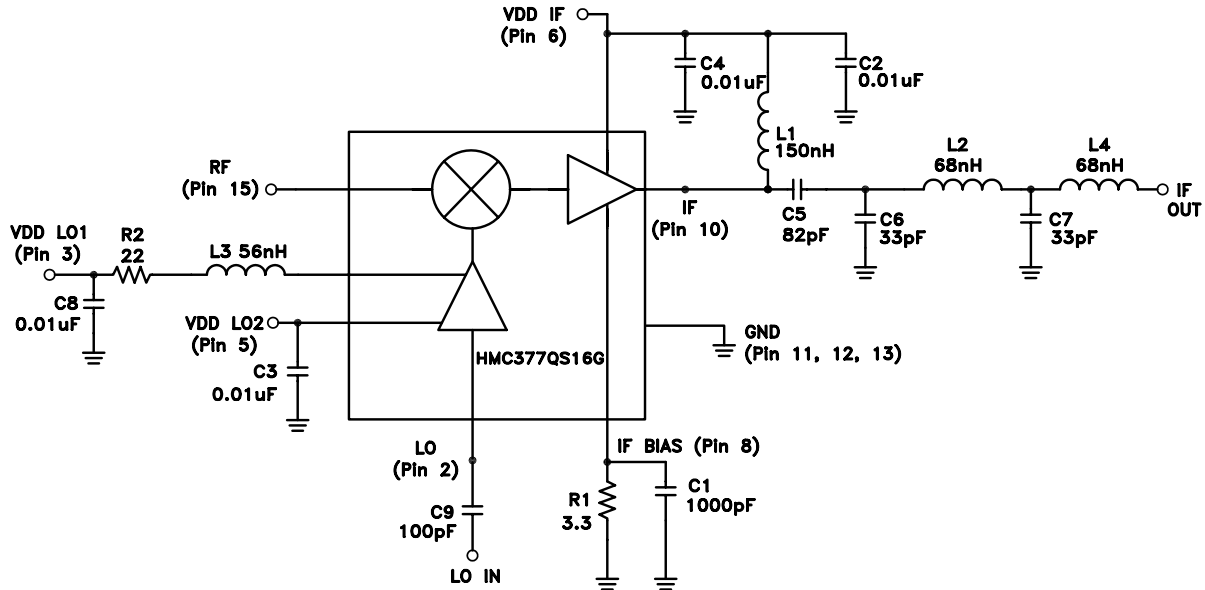 VDD IF
(Pin 6)
C4
0.01uF
C2
0.01uF
L1
150nH
L2
68nH
L4
68nH
RF
(Pin 15)
IF
(Pin 10)
C5
82pF
C6
33pF
C7
33pF
IF
OUT
VDD LO1
(Pin 3)
R2
22
L3 56nH
C8
0.01uF
VDD LO2
(Pin 5)
C3
0.01uF
HMC377QS16G
GND
(Pin 11, 12, 13)
LO
(Pin 2)
IF BIAS (Pin 8)
C9
100pF
R1
3.3
C1
1000pF
LO IN